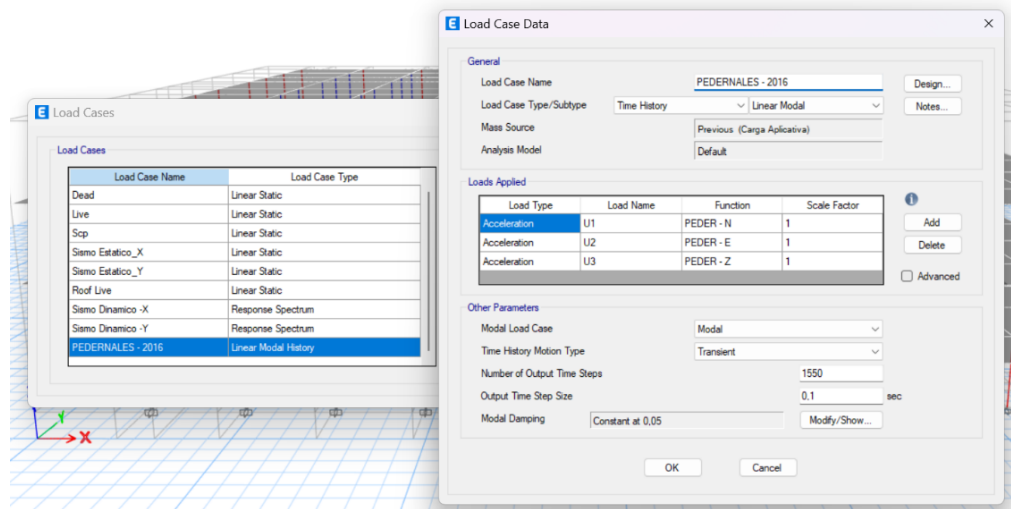 Load Cases
Load Cases
Load Case Name Load Case Type
Dead Linear Static
Live Linear Static
Scp Linear Static
Sismo Estatico_X Linear Static
Sismo Estatico_Y Linear Static
Roof Live Linear Static
Sismo Dinamico -X Response Spectrum
Sismo Dinamico -Y Response Spectrum
PEDERNALES - 2016 Linear Modal History
Y
X
E Load Case Data
General
Load Case Name PEDERNALES - 2016 Design...
Load Case Type/Subtype Time History Linear Modal Notes...
Mass Source Previous (Carga Aplicativa)
Analysis Model Default
Loads Applied
Load Type Load Name Function Scale Factor
Acceleration U1 PEDER - N 1 Add
Acceleration U2 PEDER - E 1 Delete
Acceleration U3 PEDER - Z 1
Advanced
Other Parameters
Modal Load Case Modal
Time History Motion Type Transient
Number of Output Time Steps 1550
Output Time Step Size 0,1 sec
Modal Damping Constant at 0,05 Modify/Show...
OK Cancel